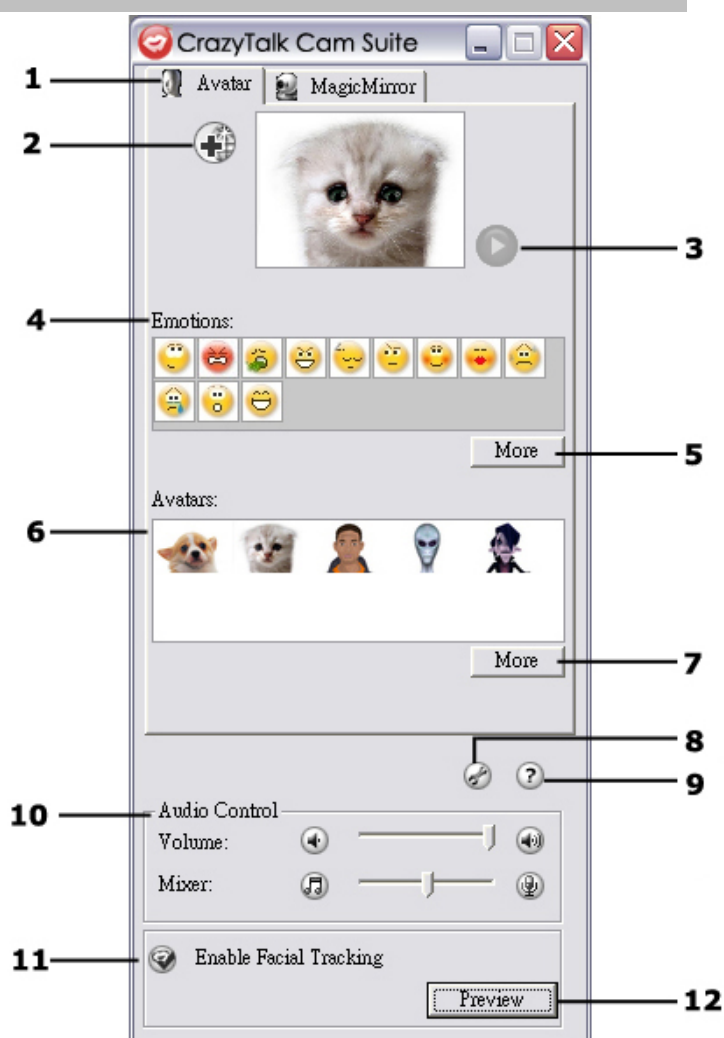 CrazyTalk Cam Suite
1 Avatar MagicMirror
2
3
4 Emotions:
More 5
Avatars:
6
More 7
8
? 9
10 Audio Control
Volume:
Mixer:
11 Enable Facial Tracking
Preview 12